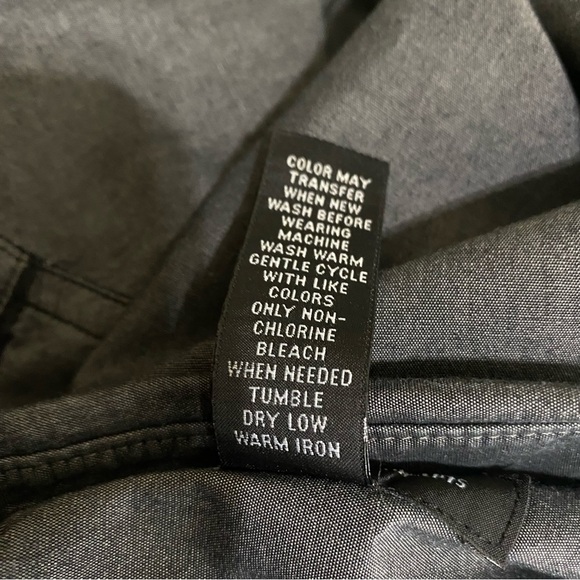 COLOR MAY
TRANSFER
WHEN NEW
WASH BEFORE
WEARING
MACHINE
WASH WARM
GENTLE CYCLE
WITH LIKE
COLORS
ONLY NON-
CHLORINE
BLEACH
WHEN NEEDED
TUMBLE
DRY LOW
WARM IRON